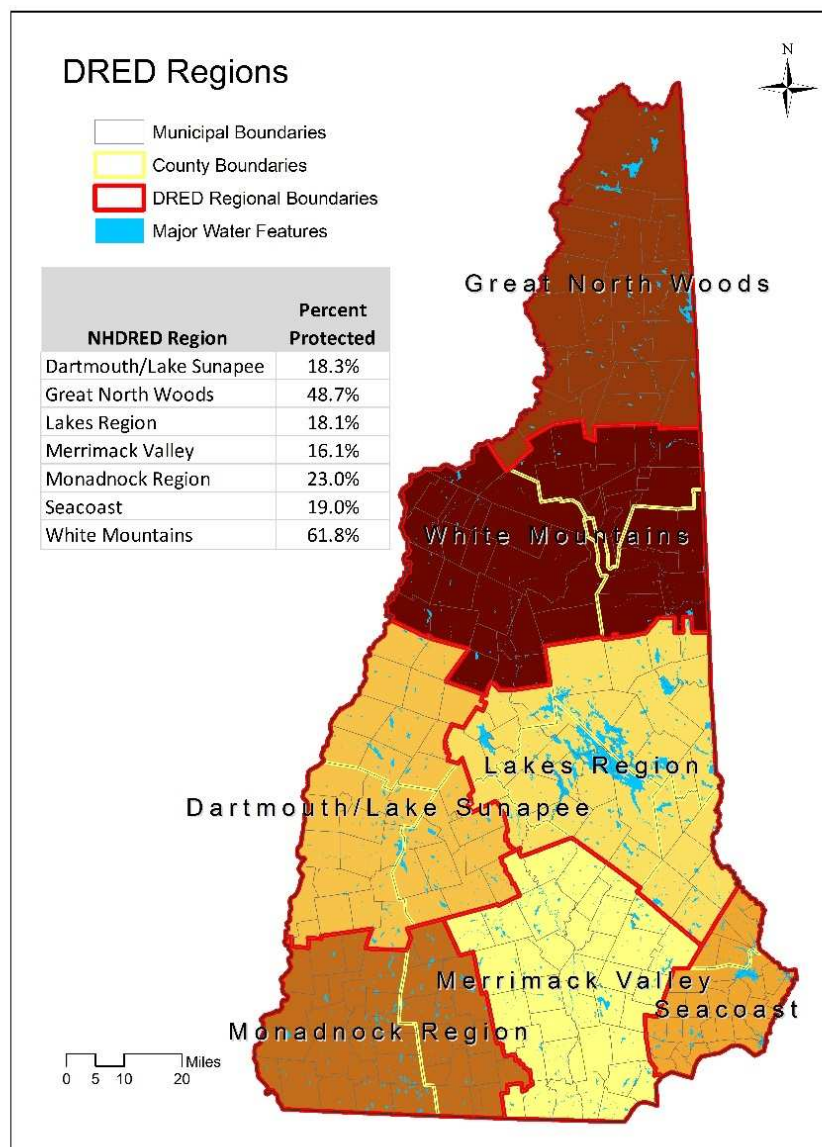 N
DRED Regions
Municipal Boundaries
County Boundaries
DRED Regional Boundaries
Major Water Features
NHDRED Region Percent Protected
Dartmouth/Lake Sunapee 18.3%
Great North Woods 48.7%
Lakes Region 18.1%
Merrimack Valley 16.1%
Monadnock Region 23.0%
Seacoast 19.0%
White Mountains 61.8%
Great North Woods
White Mountains
Lakes Region
Dartmouth/Lake Sunapee
Merrimack Valley
Seacoast
Monadnock Region
Miles
0 5 10 20